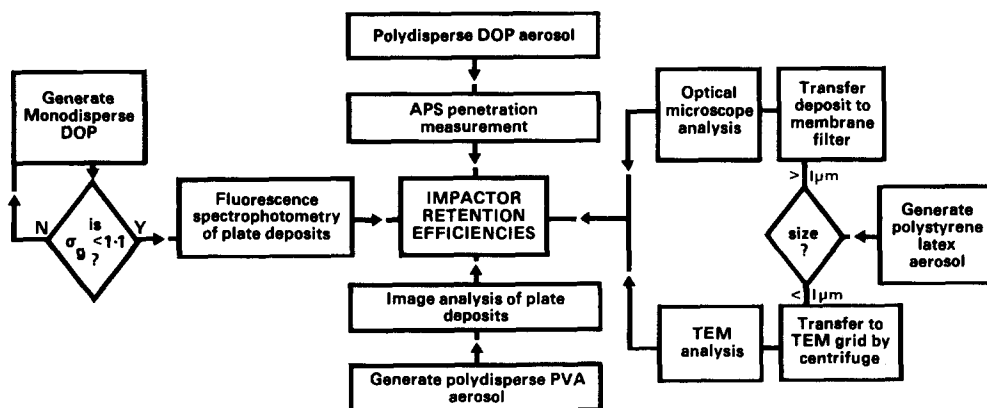 Polydisperse DOP aerosol
APS penetration
measurement
IMPACTOR
RETENTION
EFFICIENCIES
Image analysis of plate
deposits
Generate polydisperse PVA
aerosol
Generate
Monodisperse
DOP
N
is
σg <1·1
?
Y
Fluorescence
spectrophotometry
of plate deposits
Optical
microscope
analysis
Transfer
deposit to
membrane
filter
> 1μm
size
?
< 1μm
Generate
polystyrene
latex
aerosol
TEM
analysis
Transfer to
TEM grid by
centrifuge